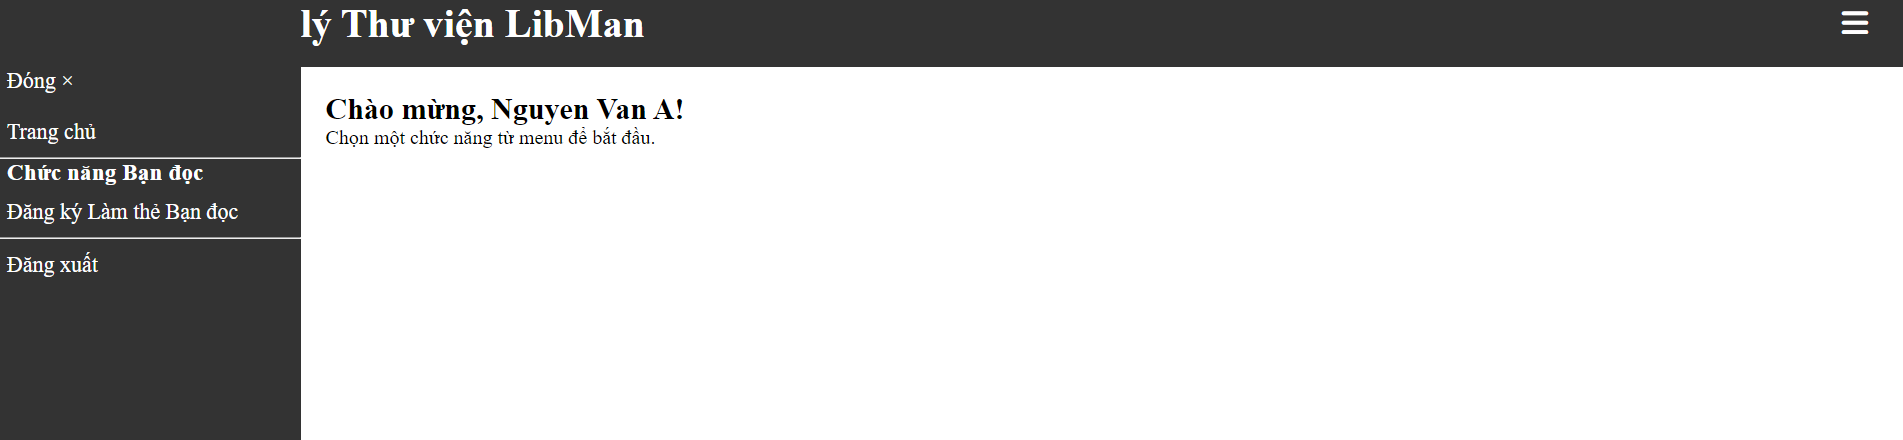 lý Thư viện LibMan
Đóng ×
Trang chủ
Chức năng Bạn đọc
Đăng ký Làm thẻ Bạn đọc
Đăng xuất
Chào mừng, Nguyen Van A!
Chọn một chức năng từ menu để bắt đầu.